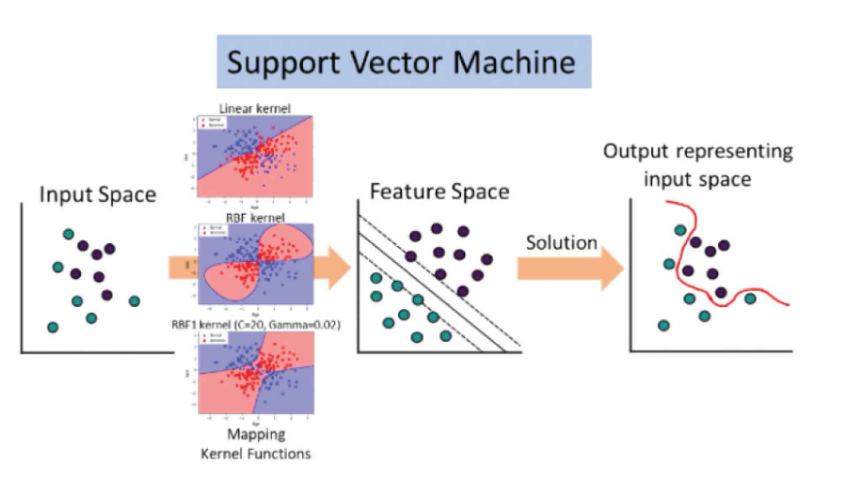 Support Vector Machine
Linear kernel
Input Space
RBF kernel
RBF1 kernel (C=20, Gamma=0.02)
Mapping
Kernel Functions
Feature Space
Solution
Output representing
input space